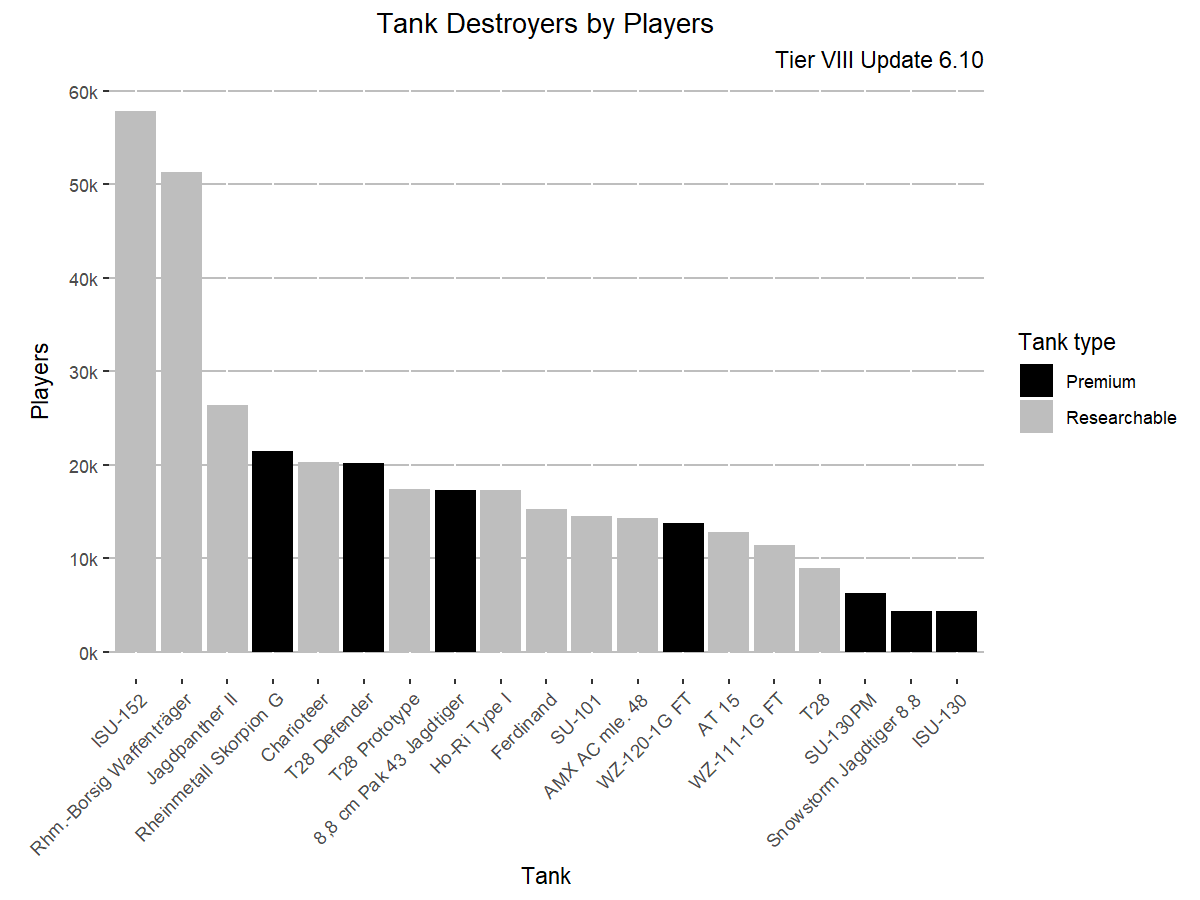 Tank Destroyers by Players
Tier VIII Update 6.10
60k
50k
40k
30k
20k
10k
0k
Players
ISU-152
Rhm.-Borsig Waffenträger
Jagdpanther II
Rheinmetall Skorpion G
Charioteer
T28 Defender
T28 Prototype
8,8 cm Pak 43 Jagdtiger
Ho-Ri Type I
Ferdinand
SU-101
AMX AC mle. 48
WZ-120-1G FT
AT 15
WZ-111-1G FT
T28
SU-130PM
Snowstorm Jagdtiger 8.8
ISU-130
Tank
Tank type
Premium
Researchable